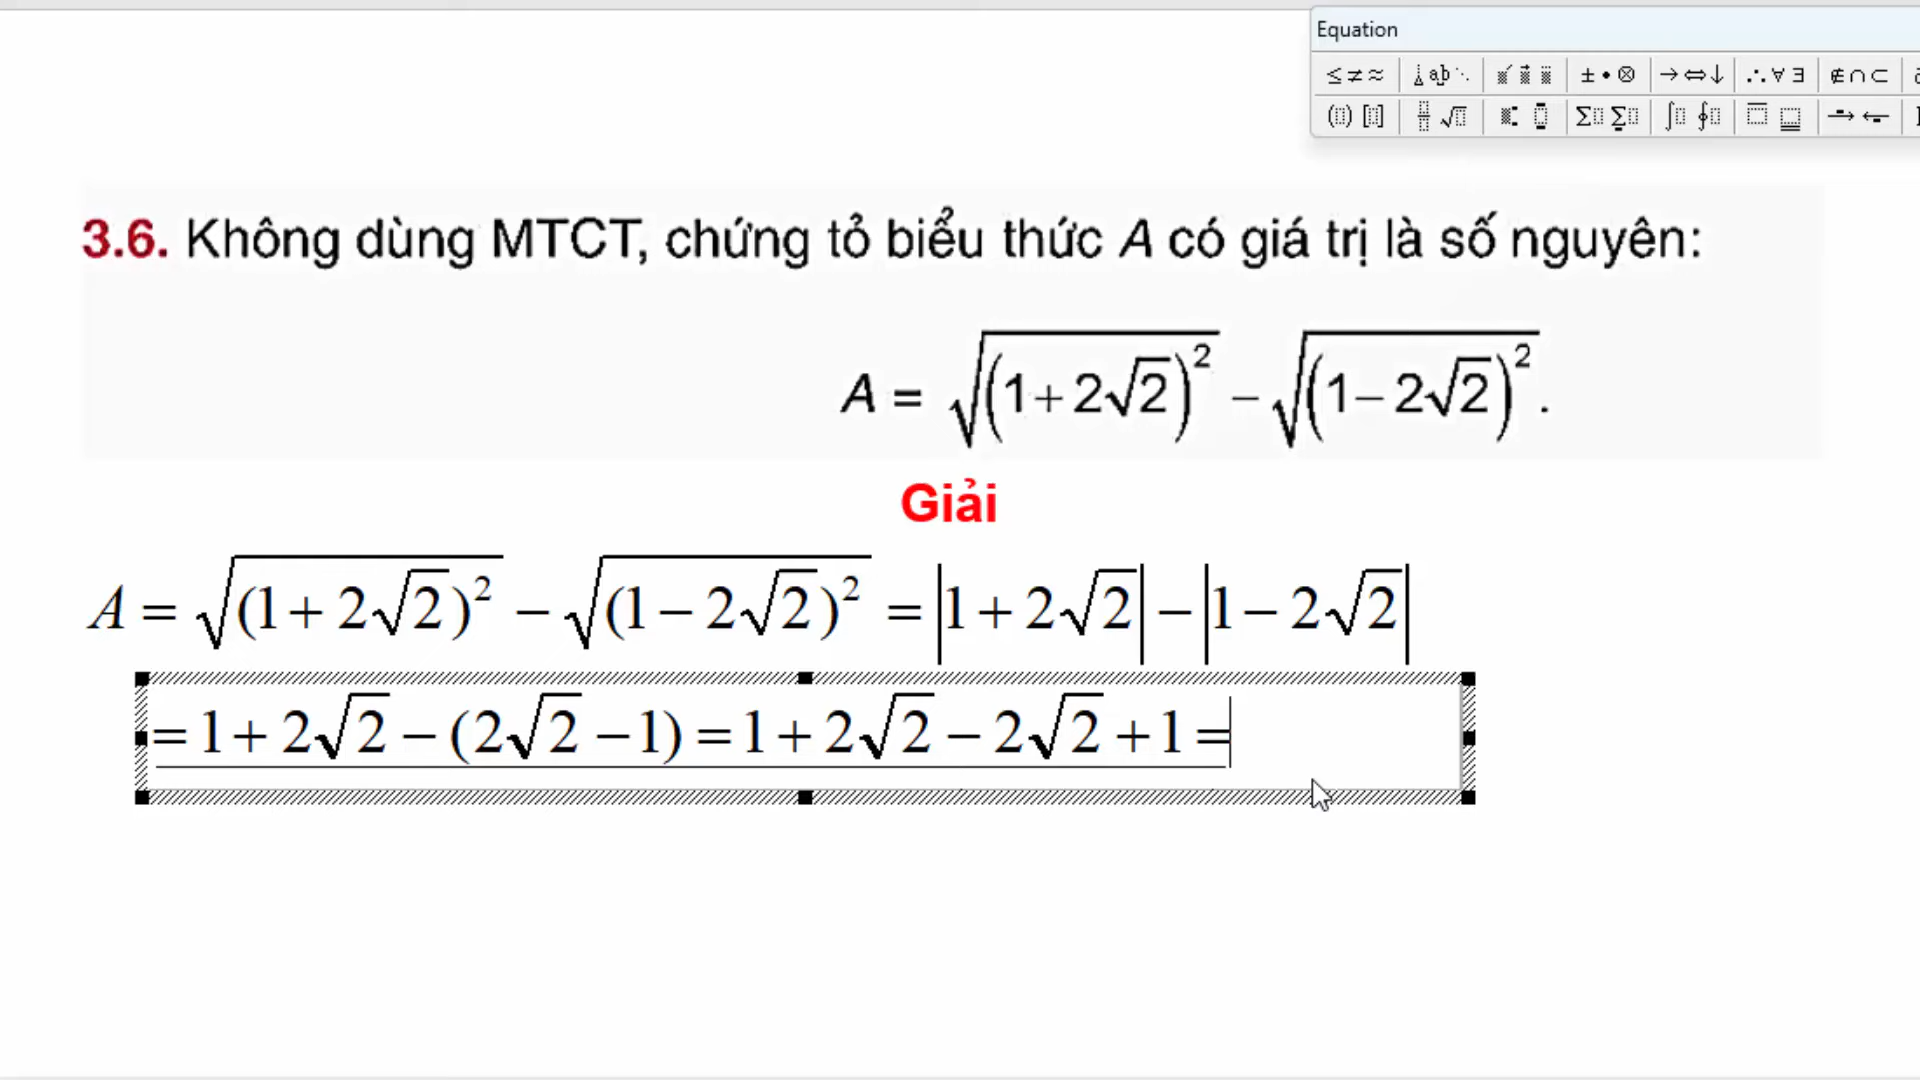 Equation
3.6. Không dùng MTCT, chứng tỏ biểu thức A có giá trị là số nguyên:
A = √((1+2√2)²) − √((1−2√2)²).
Giải
A = √((1+2√2)²) − √((1−2√2)²) = |1+2√2| − |1−2√2|
= 1+2√2 − (2√2 −1) = 1+2√2 − 2√2 +1 =